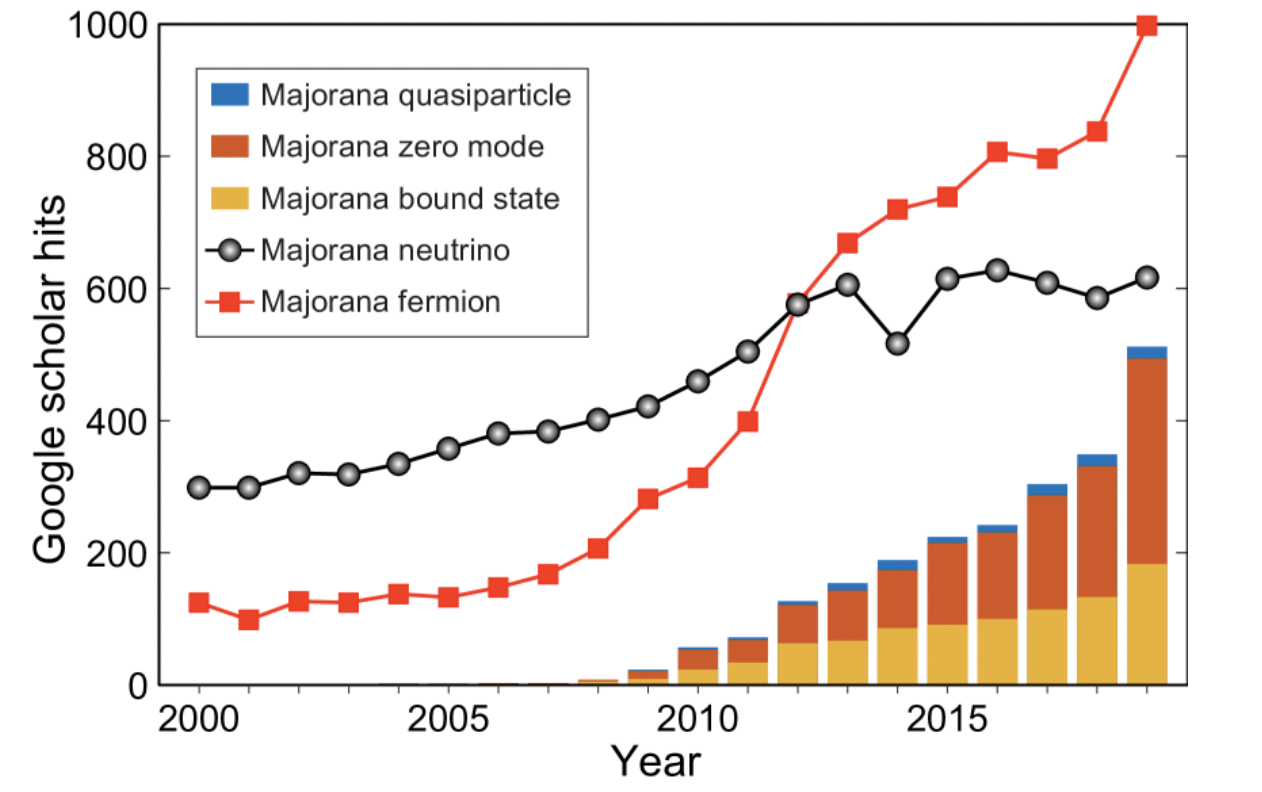 1000
800
600
400
200
0
Google scholar hits
Majorana quasiparticle
Majorana zero mode
Majorana bound state
Majorana neutrino
Majorana fermion
2000 2005 2010 2015
Year